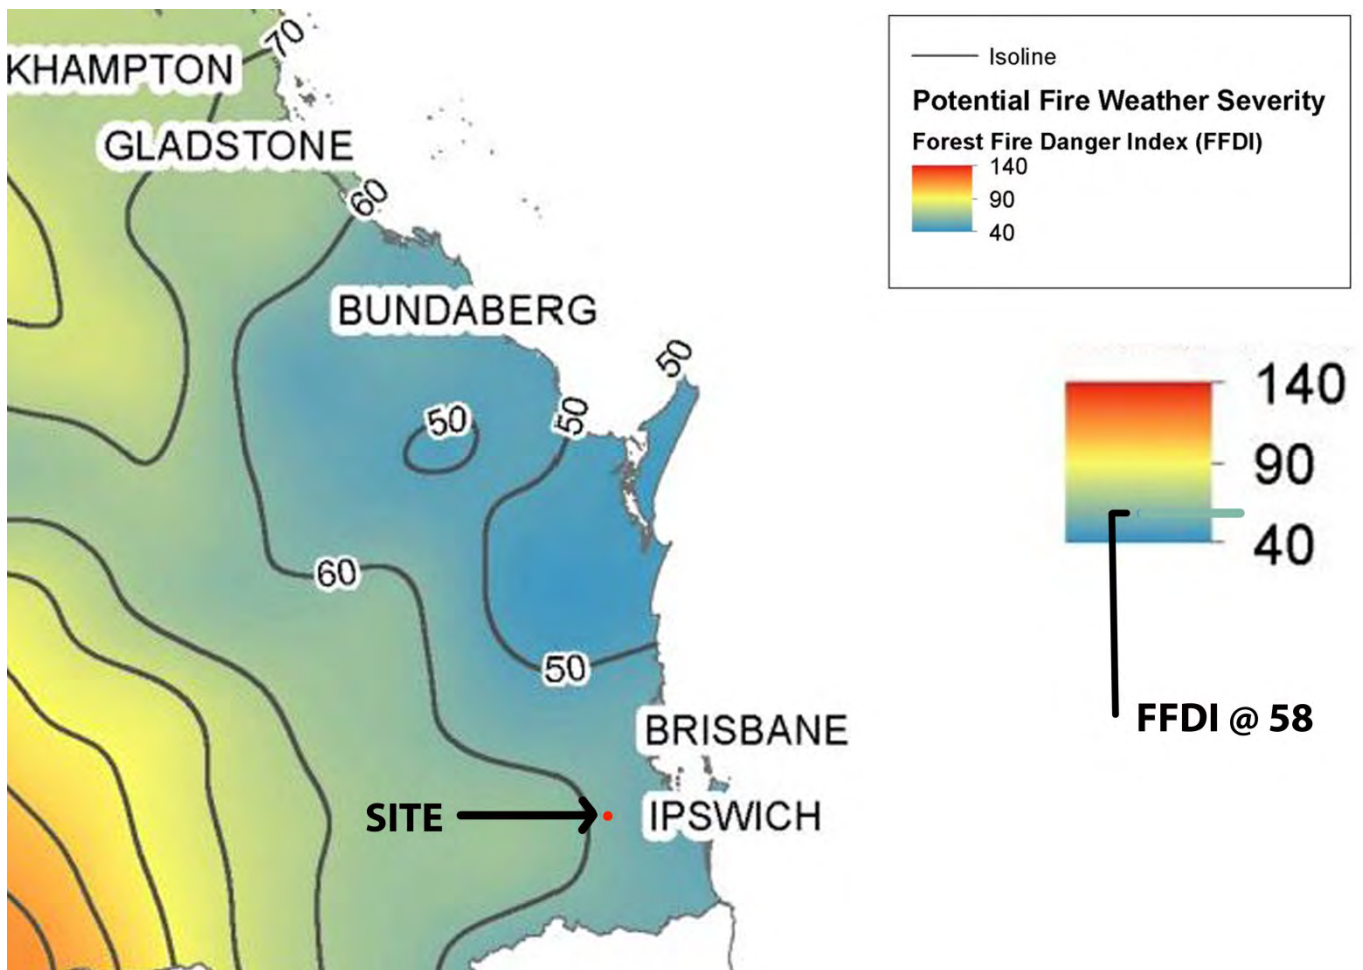 70
KHAMPTON
GLADSTONE
60
BUNDABERG
50
50
50
60
50
BRISBANE
SITE
IPSWICH
Isoline
Potential Fire Weather Severity
Forest Fire Danger Index (FFDI)
140
90
40
140
90
40
FFDI @ 58